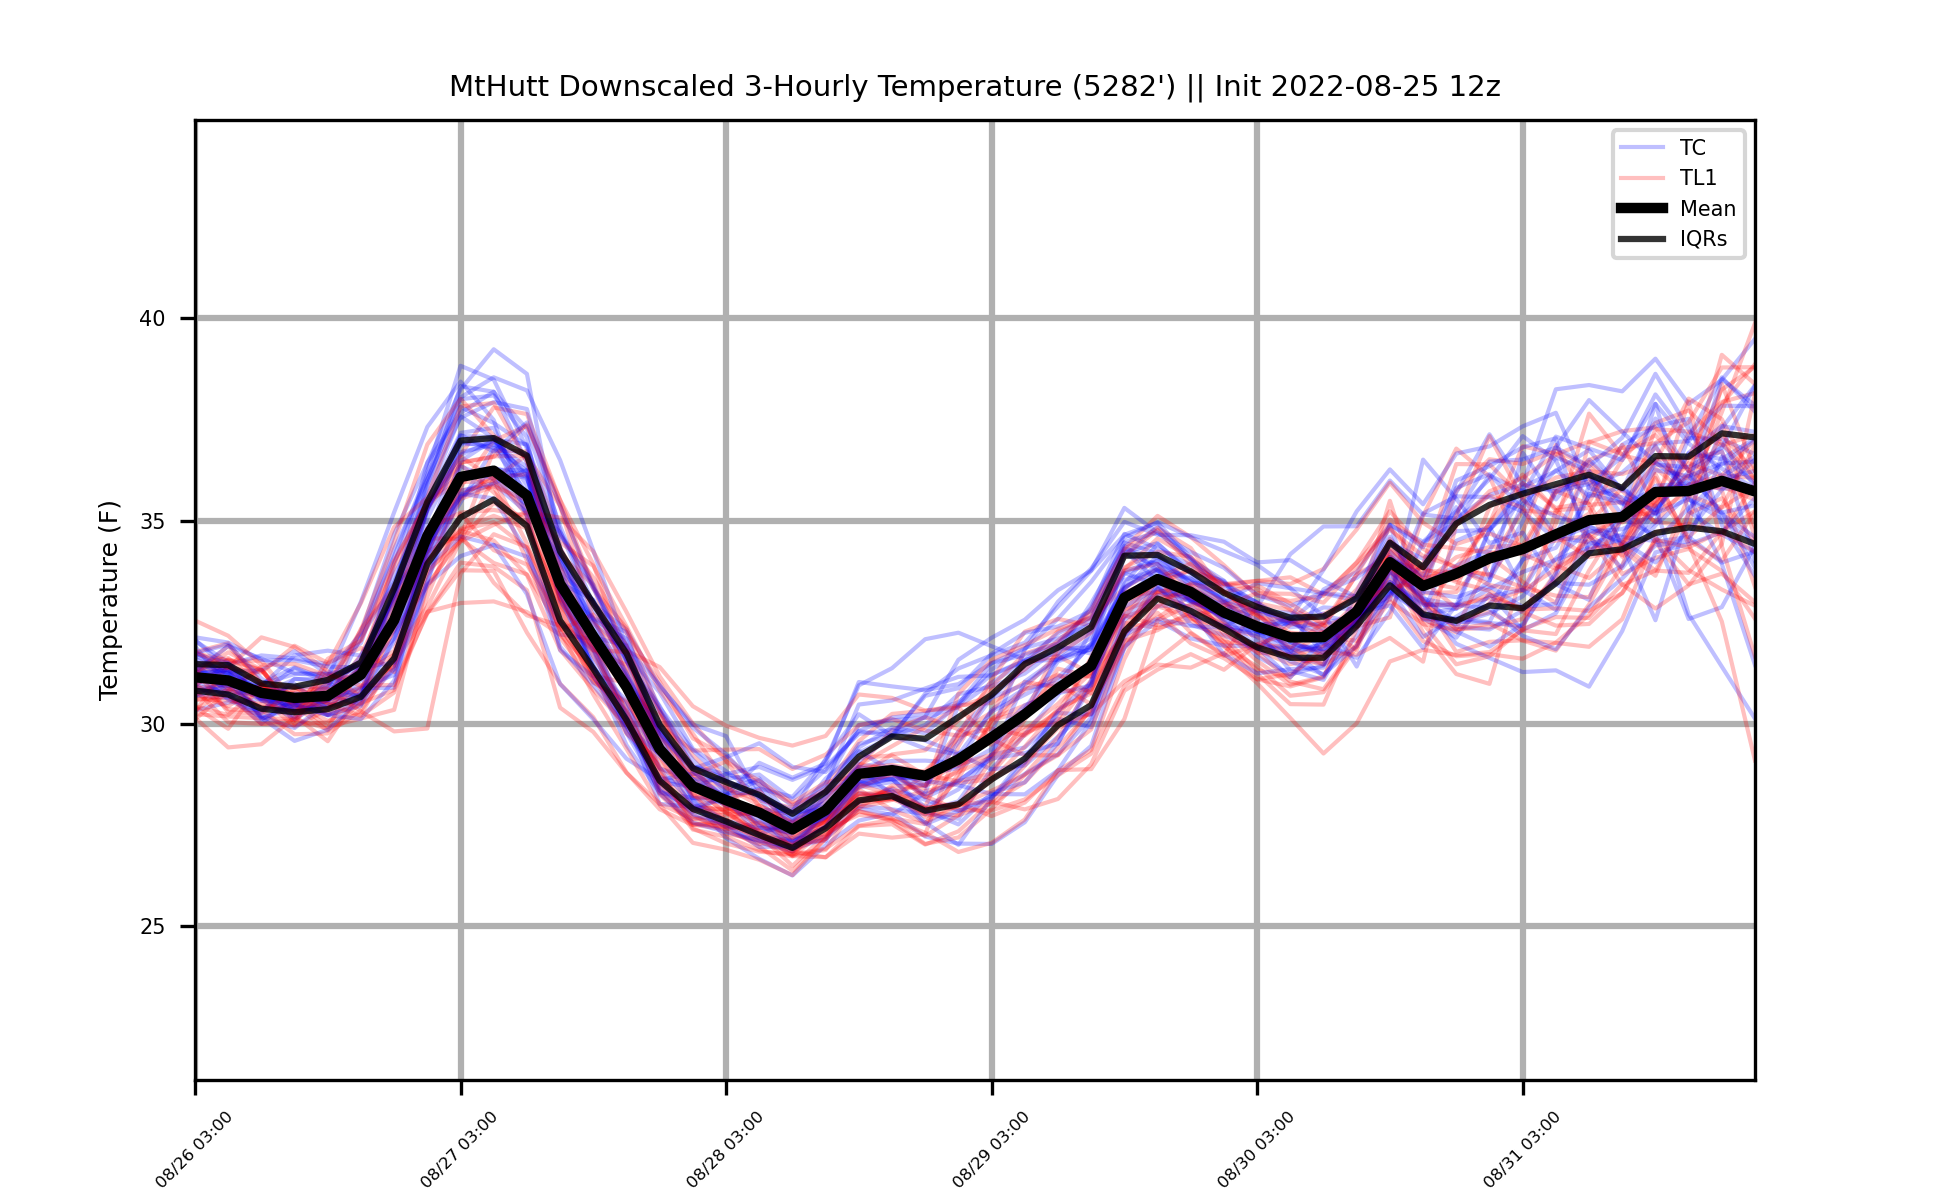 MtHutt Downscaled 3-Hourly Temperature (5282') || Init 2022-08-25 12z
TC
TL1
Mean
IQRs
Temperature (F)
40
35
30
25
08/26 03:00
08/27 03:00
08/28 03:00
08/29 03:00
08/30 03:00
08/31 03:00